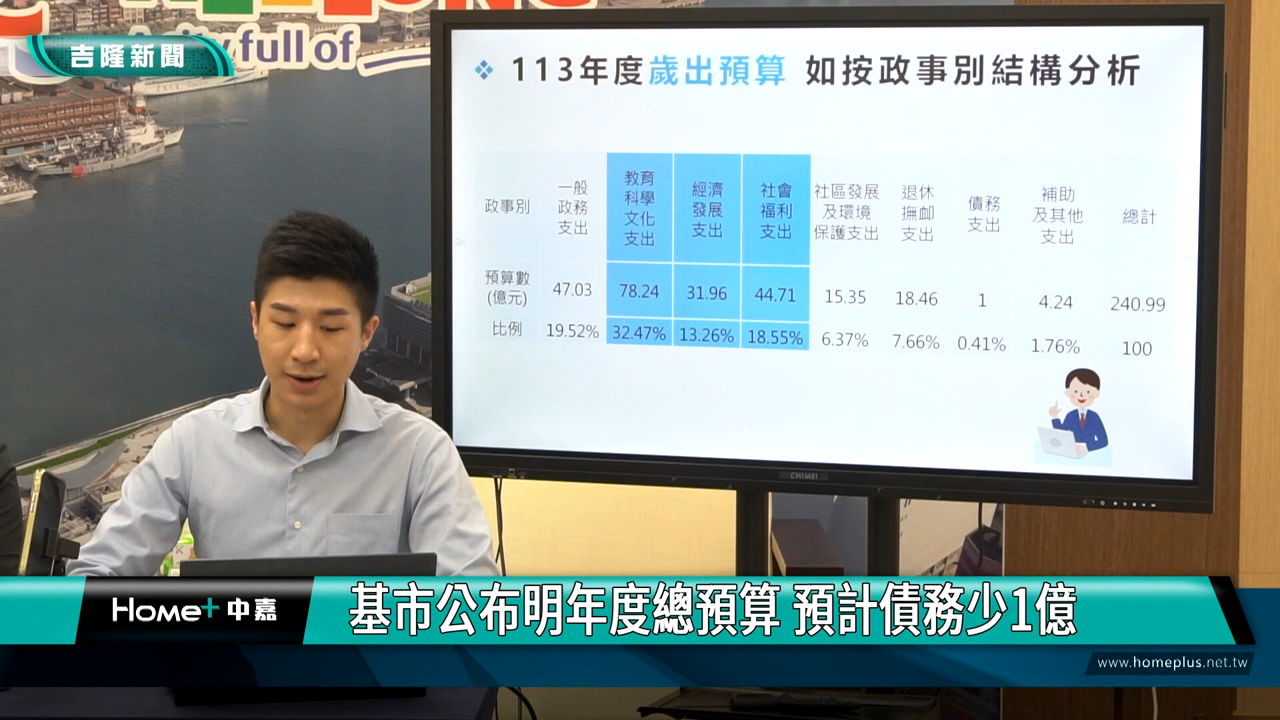 吉隆新聞
city full of
❖ 113年度歲出預算 如按政事別結構分析
政事別 一般政務支出 教育科學文化支出 經濟發展支出 社會福利支出 社區發展及環境保護支出 退休撫卹支出 債務支出 補助及其他支出 總計
預算數(億元) 47.03 78.24 31.96 44.71 15.35 18.46 1 4.24 240.99
比例 19.52% 32.47% 13.26% 18.55% 6.37% 7.66% 0.41% 1.76% 100
CHIMEI
Home+ 中嘉
基市公布明年度總預算 預計債務少1億
www.homeplus.net.tw